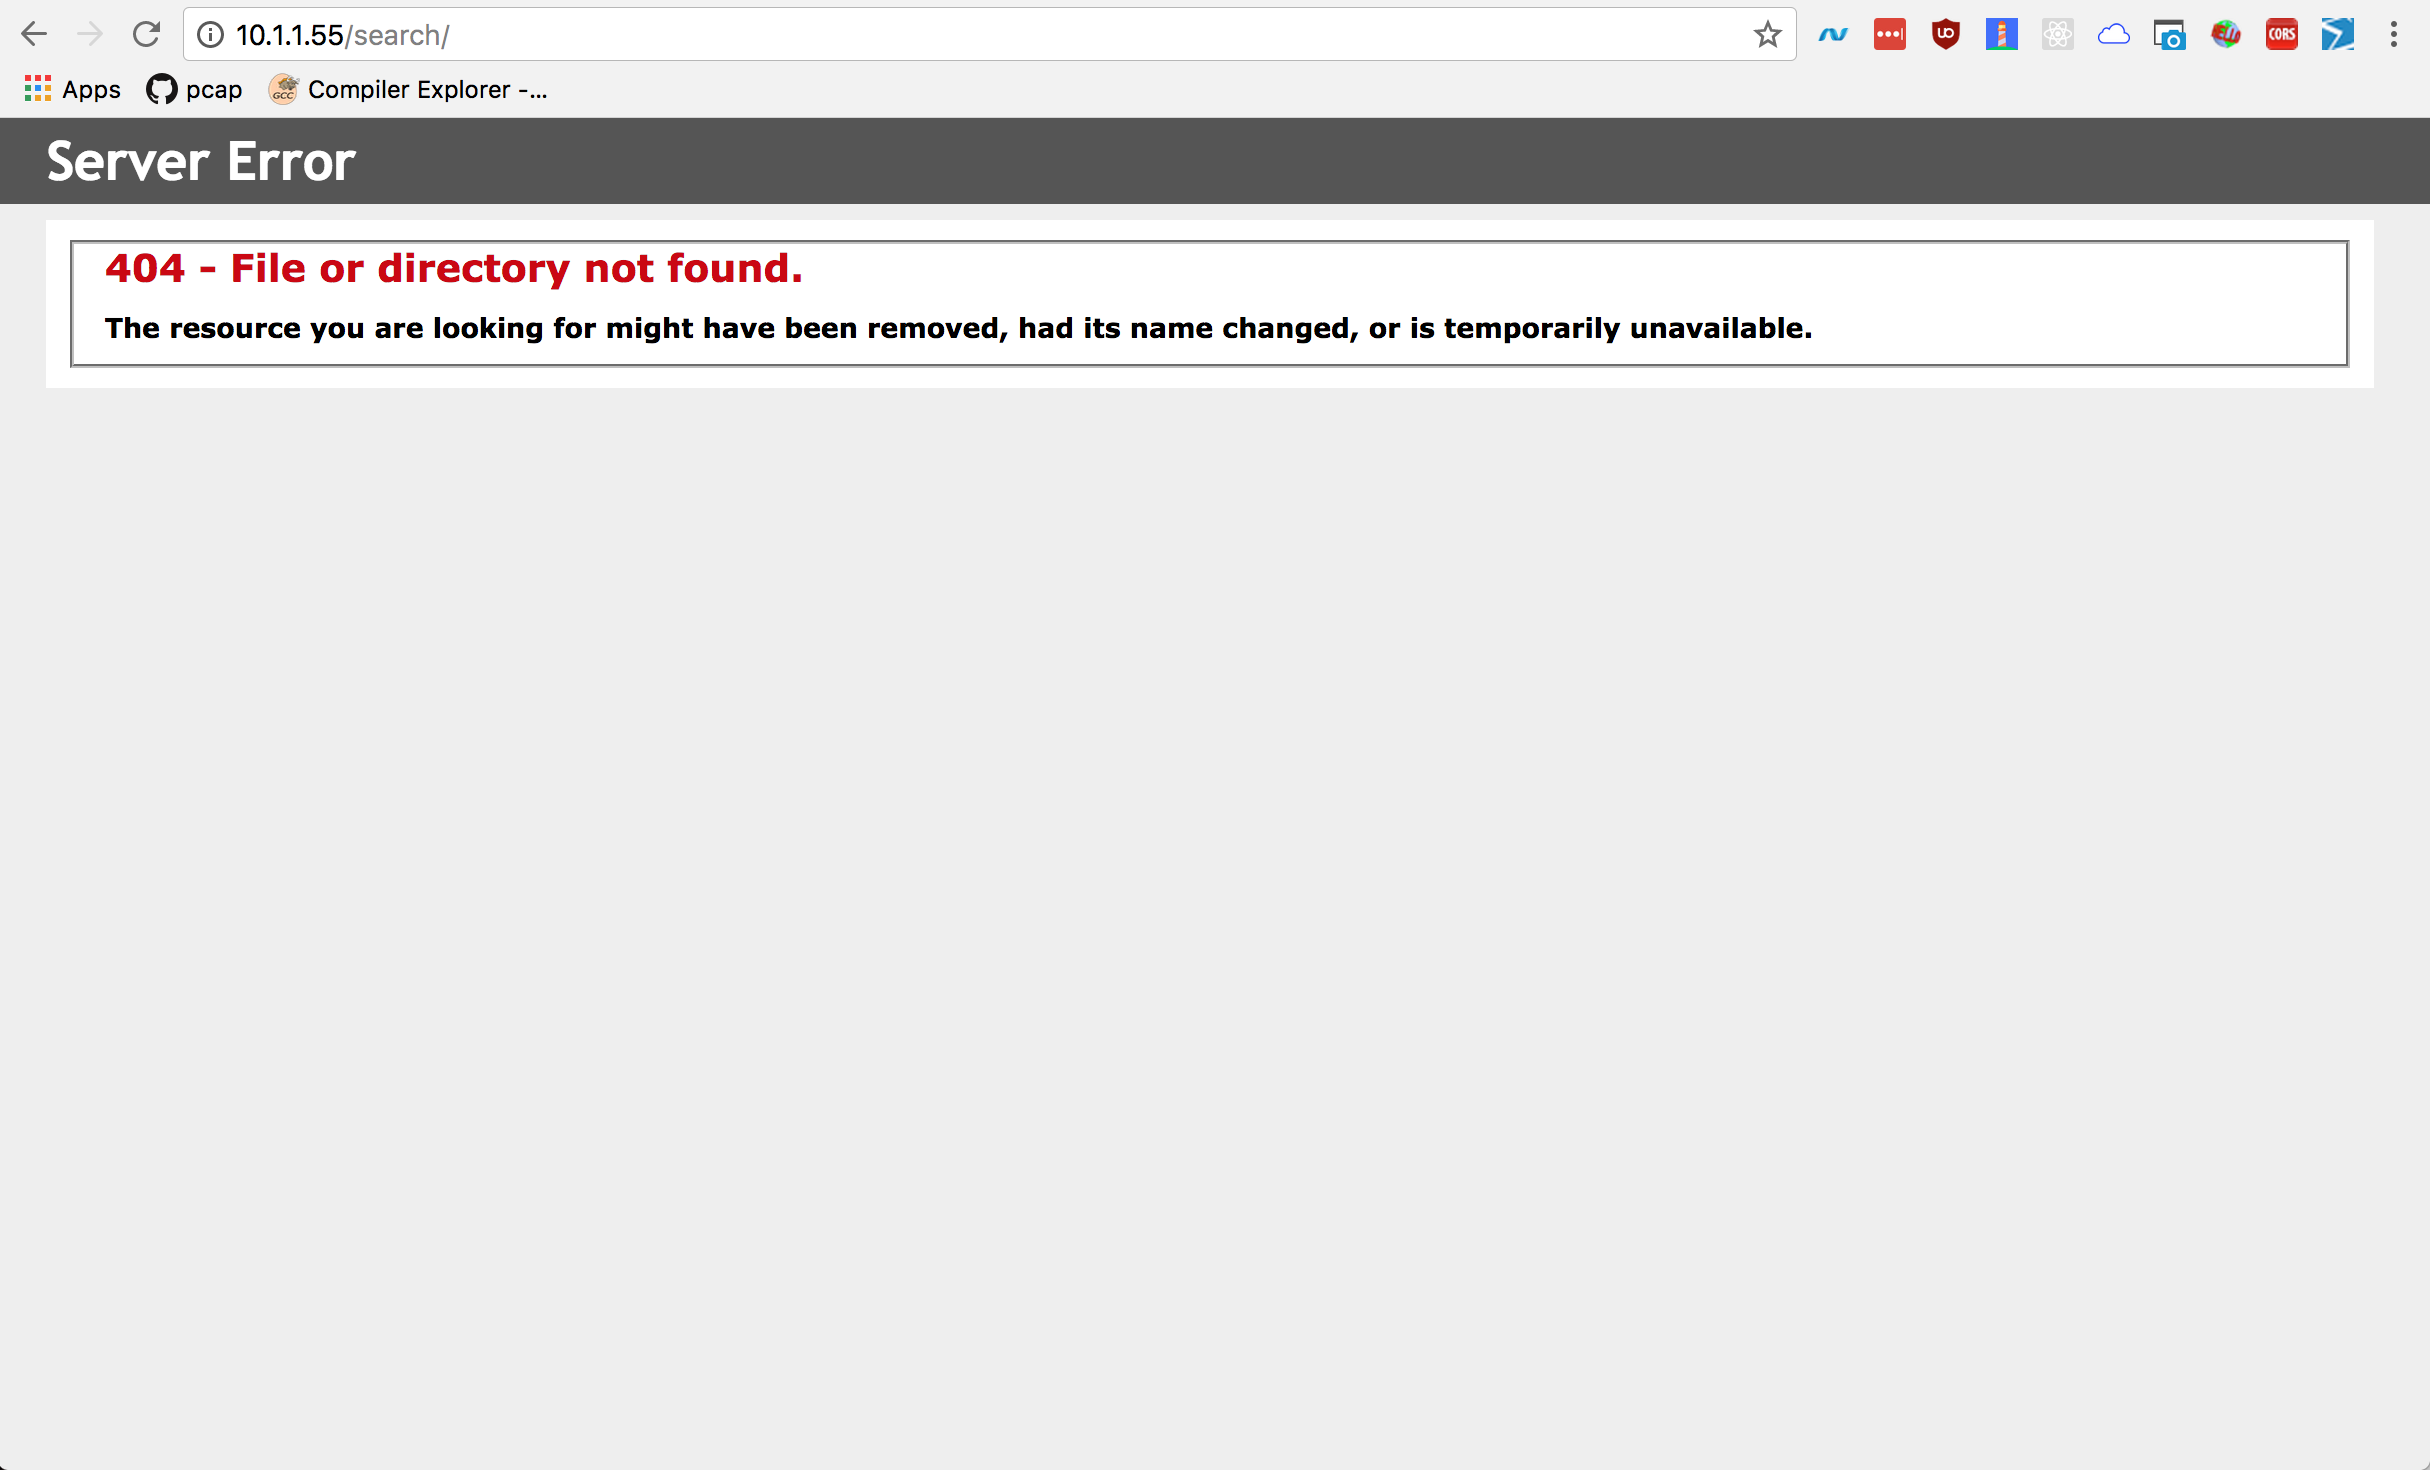 10.1.1.55/search/
CORS
Apps
pcap
GCC
Compiler Explorer -...
Server Error
404 - File or directory not found.
The resource you are looking for might have been removed, had its name changed, or is temporarily unavailable.